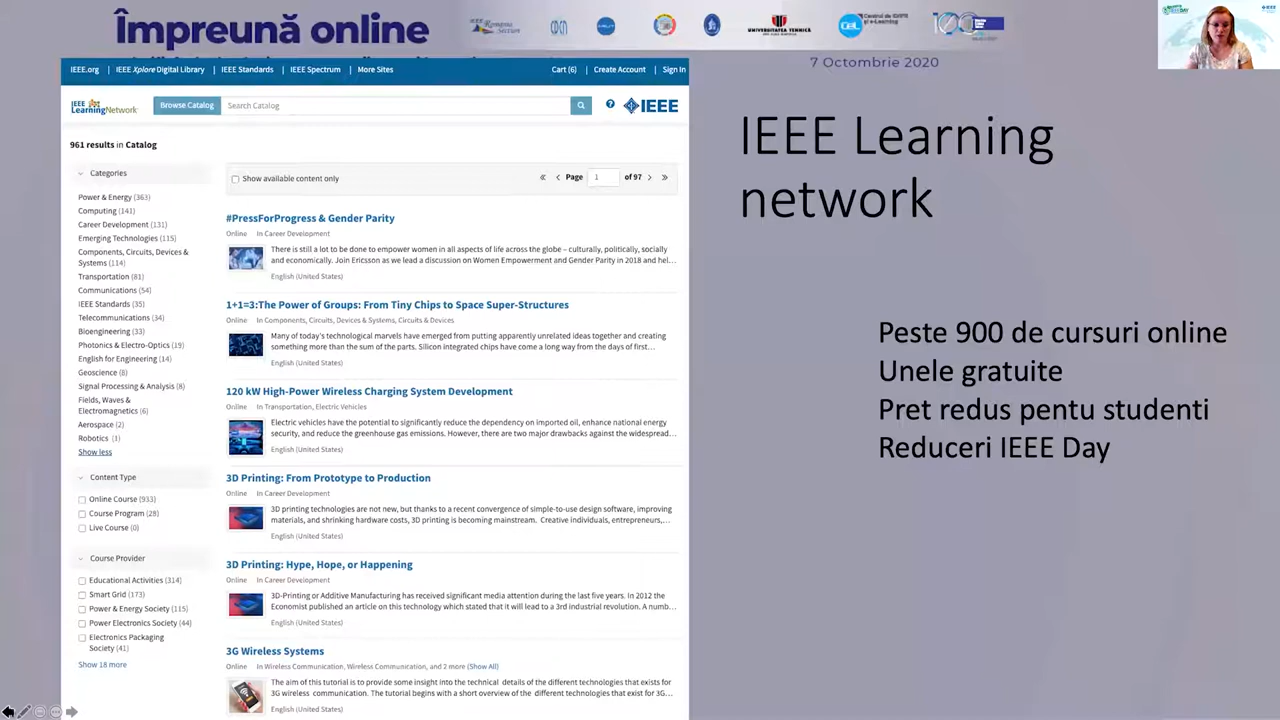 Împreună online
IEEE Romania Section
UNIVERSITATEA TEHNICA
Centrul de
e-Learning
100
IEEE DAY
IEEE
7 Octombrie 2020
IEEE.org | IEEE Xplore Digital Library | IEEE Standards | IEEE Spectrum | More Sites
Cart (6) | Create Account | Sign In
IEEE
LearningNetwork
Browse Catalog
Search Catalog
IEEE
961 results in Catalog
Categories
Power & Energy (363)
Computing (141)
Career Development (131)
Emerging Technologies (115)
Components, Circuits, Devices &
Systems (114)
Transportation (81)
Communications (54)
IEEE Standards (35)
Telecommunications (34)
Bioengineering (33)
Photonics & Electro-Optics (19)
English for Engineering (14)
Geoscience (8)
Signal Processing & Analysis (8)
Fields, Waves &
Electromagnetics (6)
Aerospace (2)
Robotics (1)
Show less
Content Type
Online Course (933)
Course Program (28)
Live Course (0)
Course Provider
Educational Activities (314)
Smart Grid (173)
Power & Energy Society (115)
Power Electronics Society (44)
Electronics Packaging
Society (41)
Show 18 more
Show available content only
« ‹ Page 1 of 97 › »
#PressForProgress & Gender Parity
Online In Career Development
There is still a lot to be done to empower women in all aspects of life across the globe – culturally, politically, socially
and economically. Join Ericsson as we lead a discussion on Women Empowerment and Gender Parity in 2018 and hel...
English (United States)
1+1=3:The Power of Groups: From Tiny Chips to Space Super-Structures
Online In Components, Circuits, Devices & Systems, Circuits & Devices
Many of today's technological marvels have emerged from putting apparently unrelated ideas together and creating
something more than the sum of the parts. Silicon integrated chips have come a long way from the days of first...
English (United States)
120 kW High-Power Wireless Charging System Development
Online In Transportation, Electric Vehicles
Electric vehicles have the potential to significantly reduce the dependency on imported oil, enhance national energy
security, and reduce the greenhouse gas emissions. However, there are two major drawbacks against the widespread...
English (United States)
3D Printing: From Prototype to Production
Online In Career Development
3D printing technologies are not new, but thanks to a recent convergence of simple-to-use design software, improving
materials, and shrinking hardware costs, 3D printing is becoming mainstream. Creative individuals, entrepreneurs,...
English (United States)
3D Printing: Hype, Hope, or Happening
Online In Career Development
3D-Printing or Additive Manufacturing has received significant media attention during the last five years. In 2012 the
Economist published an article on this technology which stated that it will lead to a 3rd industrial revolution. A numb...
English (United States)
3G Wireless Systems
Online In Wireless Communication, Wireless Communication, and 2 more (Show All)
The aim of this tutorial is to provide some insight into the technical details of the different technologies that exists for
3G wireless communication. The tutorial begins with a short overview of the different technologies that exist for 3G...
English (United States)
IEEE Learning
network
Peste 900 de cursuri online
Unele gratuite
Pret redus pentu studenti
Reduceri IEEE Day